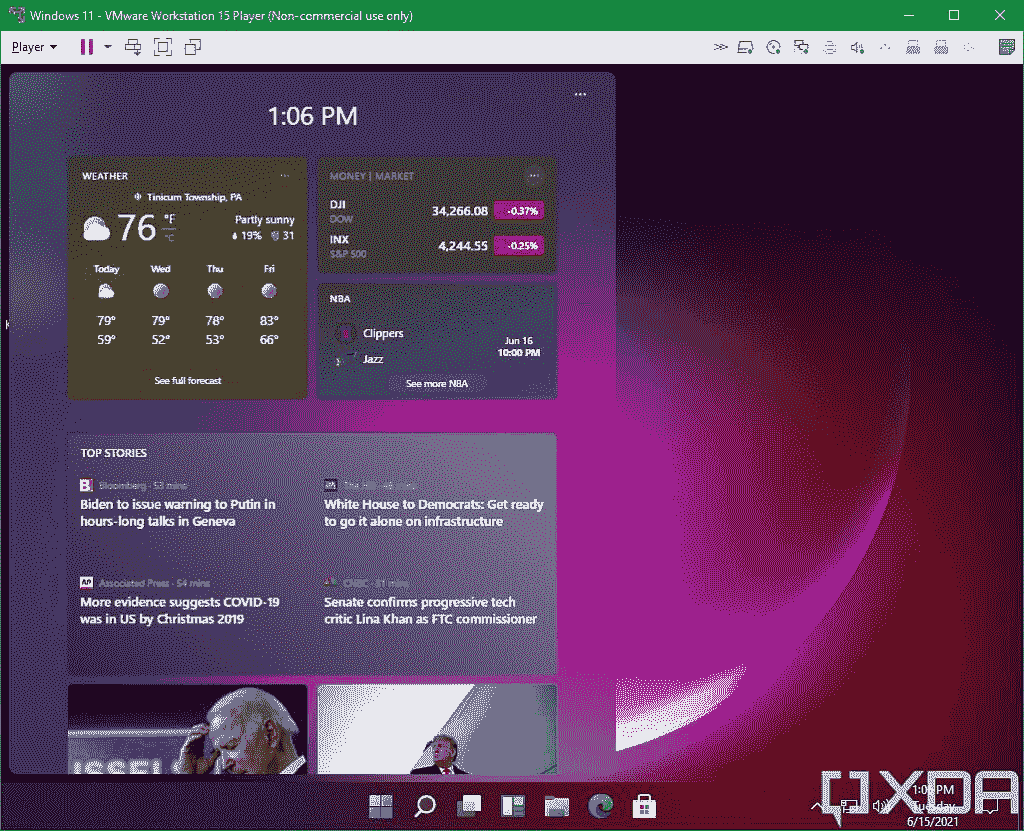 Windows 11 - VMware Workstation 15 Player (Non-commercial use only)
Player
1:06 PM
WEATHER
Tinicum Township, PA
76 °F
°C
Partly sunny
19% 31
Today Wed Thu Fri
79° 79° 78° 83°
59° 52° 53° 66°
See full forecast
MONEY | MARKET
DJI
DOW
34,266.08 -0.37%
INX
S&P 500
4,244.55 -0.25%
NBA
Clippers
Jazz
Jun 16
10:00 PM
See more NBA
TOP STORIES
Bloomberg · 53 mins
Biden to issue warning to Putin in
hours-long talks in Geneva
The Hill · 46 mins
White House to Democrats: Get ready
to go it alone on infrastructure
AP Associated Press · 54 mins
More evidence suggests COVID-19
was in US by Christmas 2019
CNBC · 31 mins
Senate confirms progressive tech
critic Lina Khan as FTC commissioner
XDA
1:06 PM
Tuesday
6/15/2021